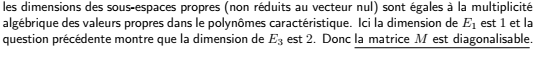 les dimensions des sous-espaces propres (non réduits au vecteur nul) sont égales à la multiplicité
algébrique des valeurs propres dans le polynômes caractéristique. Ici la dimension de E₁ est 1 et la
question précédente montre que la dimension de E₃ est 2. Donc la matrice M est diagonalisable.